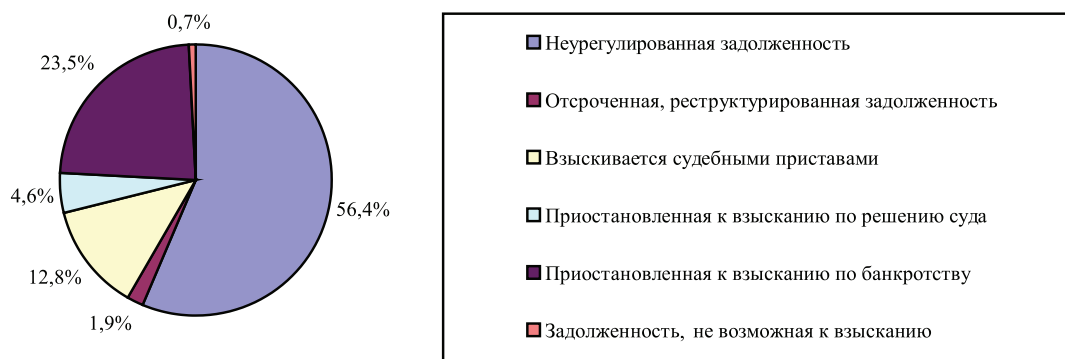 0,7%
23,5%
4,6%
12,8%
1,9%
56,4%
Неурегулированная задолженность
Отсроченная, реструктурированная задолженность
Взыскивается судебными приставами
Приостановленная к взысканию по решению суда
Приостановленная к взысканию по банкротству
Задолженность, не возможная к взысканию